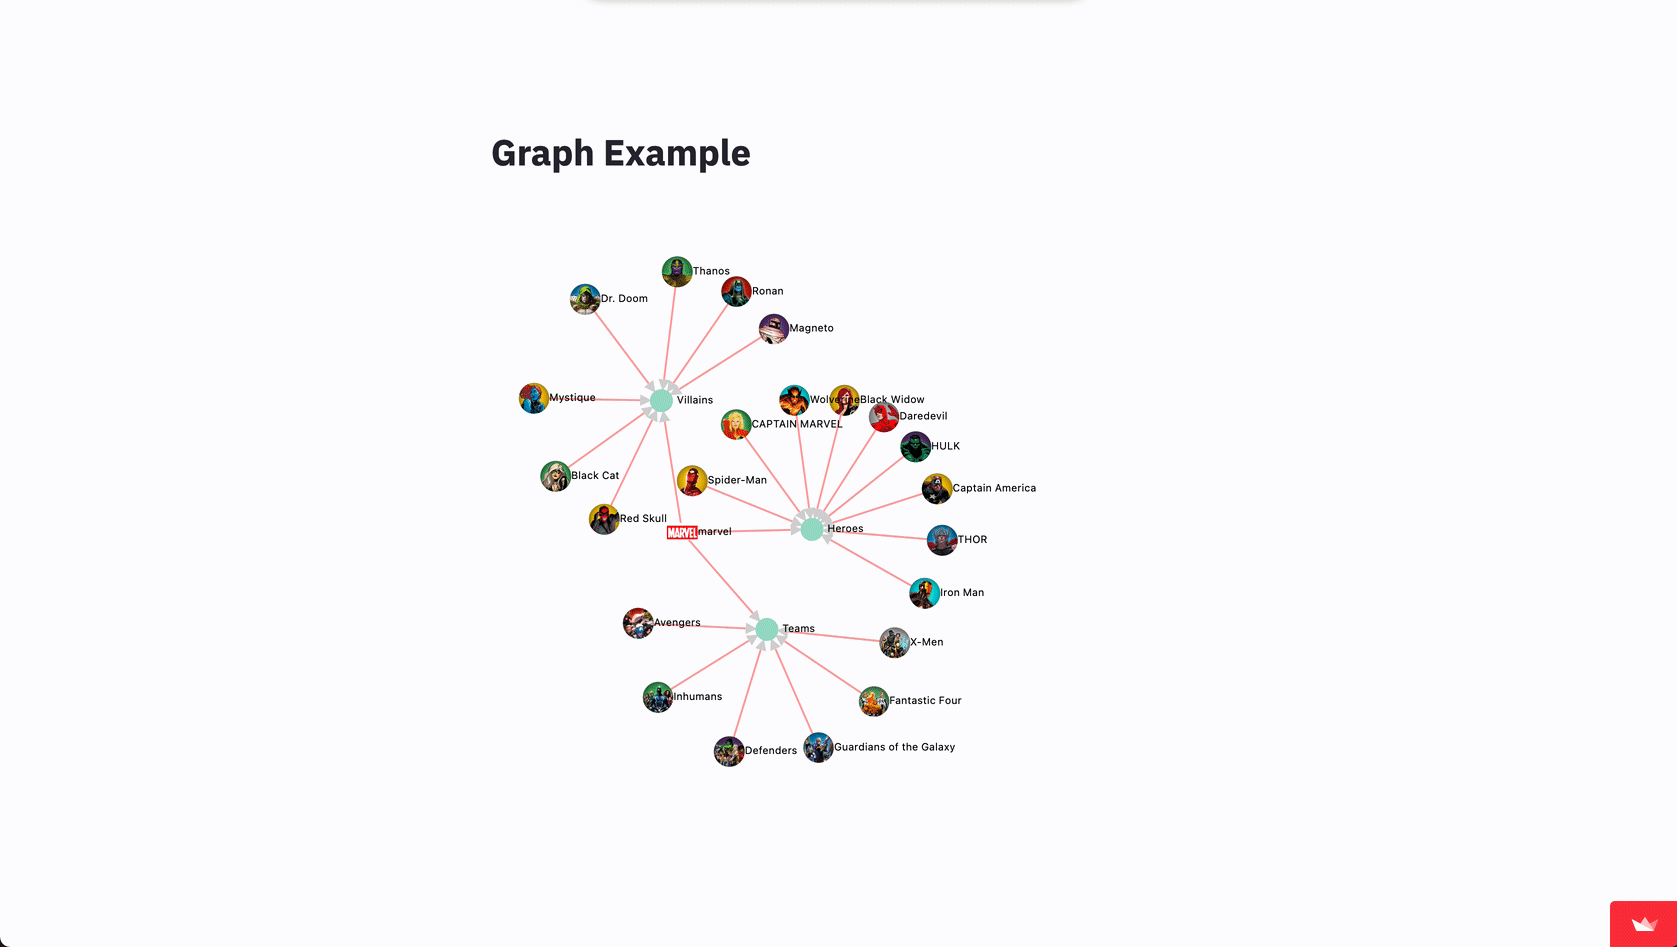 Graph Example
Thanos
Ronan
Dr. Doom
Magneto
Mystique
Villains
Wolverine
Black Widow
Daredevil
CAPTAIN MARVEL
HULK
Black Cat
Spider-Man
Captain America
Red Skull
MARVEL
marvel
Heroes
THOR
Iron Man
Avengers
Teams
X-Men
Inhumans
Fantastic Four
Defenders
Guardians of the Galaxy